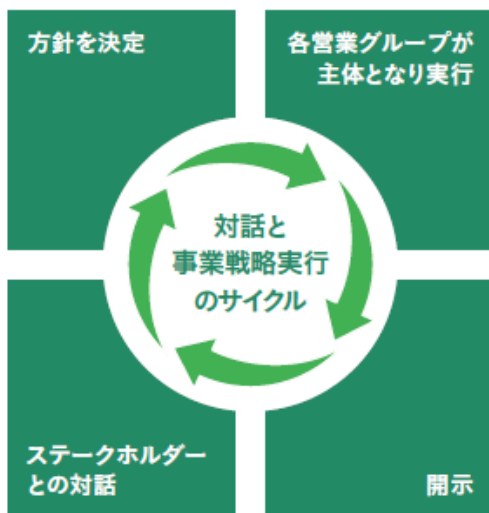 方針を決定
各営業グループが
主体となり実行
対話と
事業戦略実行
のサイクル
ステークホルダー
との対話
開示